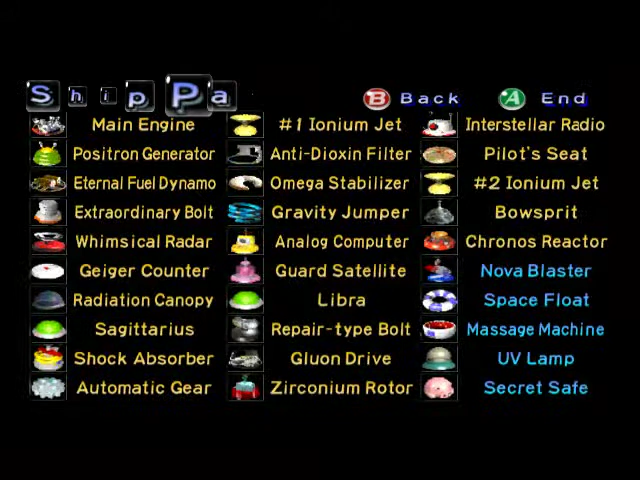 Ship Pa
B Back A End
Main Engine #1 Ionium Jet Interstellar Radio
Positron Generator Anti-Dioxin Filter Pilot's Seat
Eternal Fuel Dynamo Omega Stabilizer #2 Ionium Jet
Extraordinary Bolt Gravity Jumper Bowsprit
Whimsical Radar Analog Computer Chronos Reactor
Geiger Counter Guard Satellite Nova Blaster
Radiation Canopy Libra Space Float
Sagittarius Repair-type Bolt Massage Machine
Shock Absorber Gluon Drive UV Lamp
Automatic Gear Zirconium Rotor Secret Safe